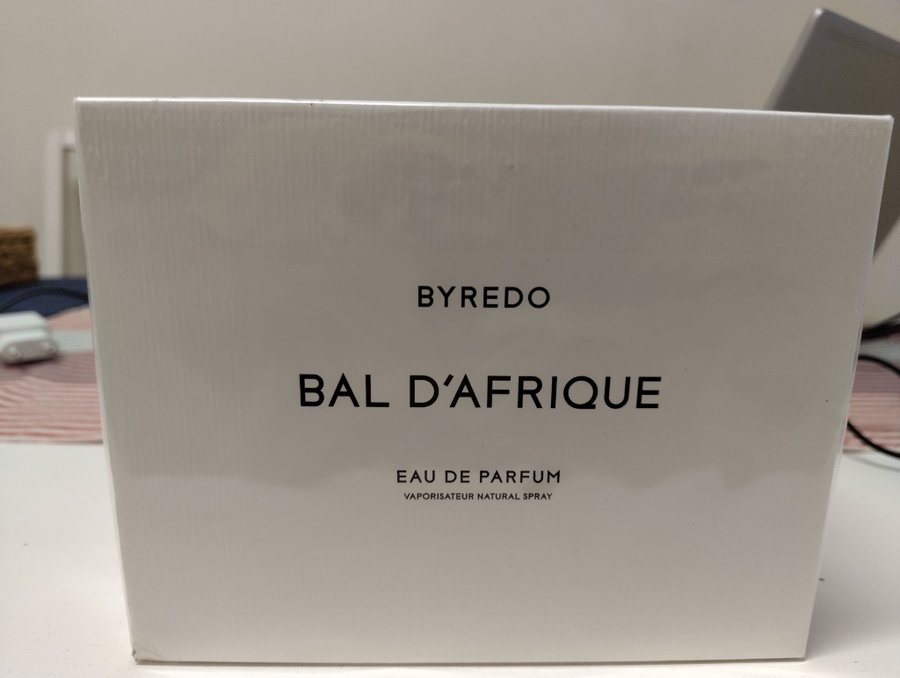 BYREDO
BAL D'AFRIQUE
EAU DE PARFUM
VAPORISATEUR NATURAL SPRAY